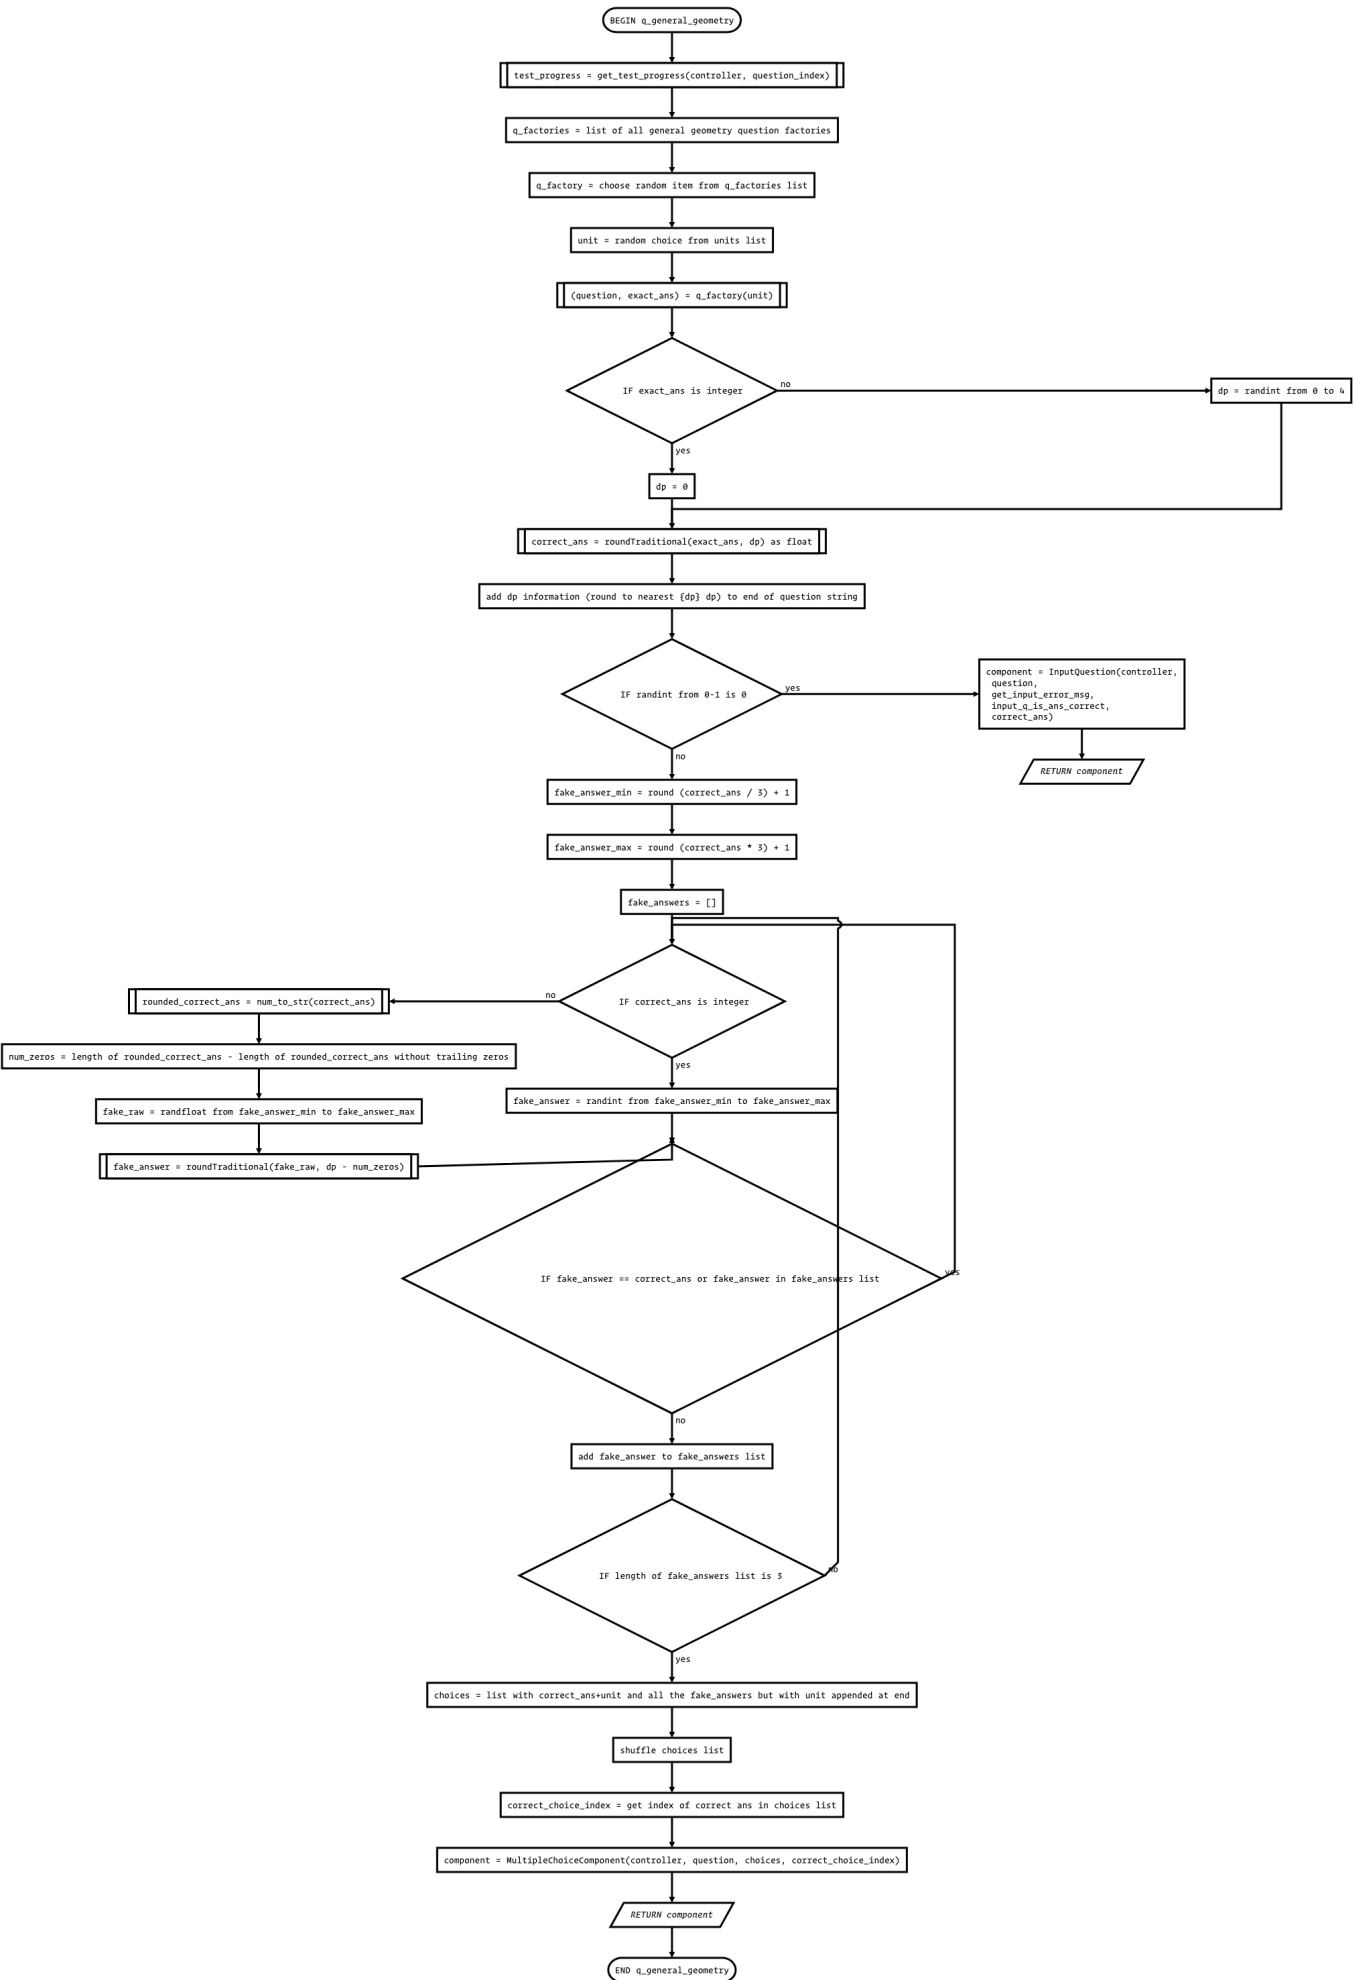 BEGIN q_general_geometry
test_progress = get_test_progress(controller, question_index)
q_factories = list of all general geometry question factories
q_factory = choose random item from q_factories list
unit = random choice from units list
(question, exact_ans) = q_factory(unit)
IF exact_ans is integer
no
dp = randint from 0 to 4
yes
dp = 0
correct_ans = roundTraditional(exact_ans, dp) as float
add dp information (round to nearest {dp} dp) to end of question string
IF randint from 0-1 is 0
yes
component = InputQuestion(controller,
question,
get_input_error_msg,
input_q_is_ans_correct,
correct_ans)
RETURN component
no
fake_answer_min = round (correct_ans / 3) + 1
fake_answer_max = round (correct_ans * 3) + 1
fake_answers = []
IF correct_ans is integer
no
rounded_correct_ans = num_to_str(correct_ans)
num_zeros = length of rounded_correct_ans - length of rounded_correct_ans without trailing zeros
fake_raw = randfloat from fake_answer_min to fake_answer_max
fake_answer = roundTraditional(fake_raw, dp - num_zeros)
yes
fake_answer = randint from fake_answer_min to fake_answer_max
IF fake_answer == correct_ans or fake_answer in fake_answers list
yes
no
add fake_answer to fake_answers list
IF length of fake_answers list is 3
no
yes
choices = list with correct_ans+unit and all the fake_answers but with unit appended at end
shuffle choices list
correct_choice_index = get index of correct ans in choices list
component = MultipleChoiceComponent(controller, question, choices, correct_choice_index)
RETURN component
END q_general_geometry